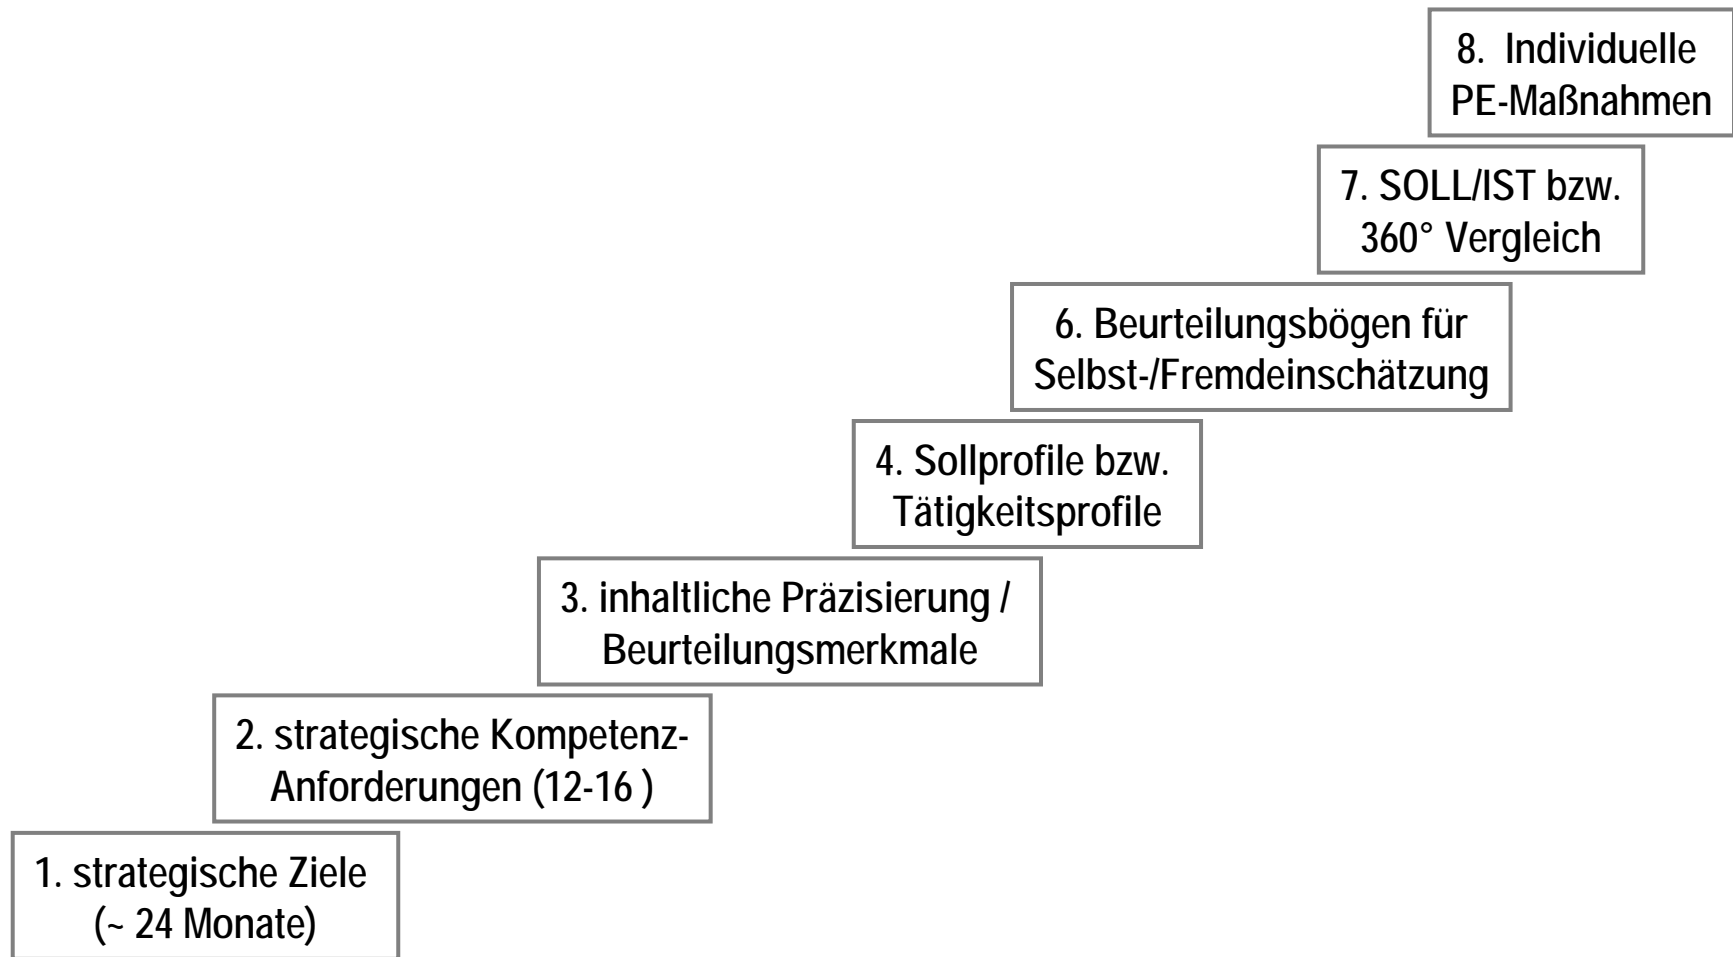 8. Individuelle
PE-Maßnahmen
7. SOLL/IST bzw.
360° Vergleich
6. Beurteilungsbögen für
Selbst-/Fremdeinschätzung
4. Sollprofile bzw.
Tätigkeitsprofile
3. inhaltliche Präzisierung /
Beurteilungsmerkmale
2. strategische Kompetenz-
Anforderungen (12-16 )
1. strategische Ziele
(~ 24 Monate)